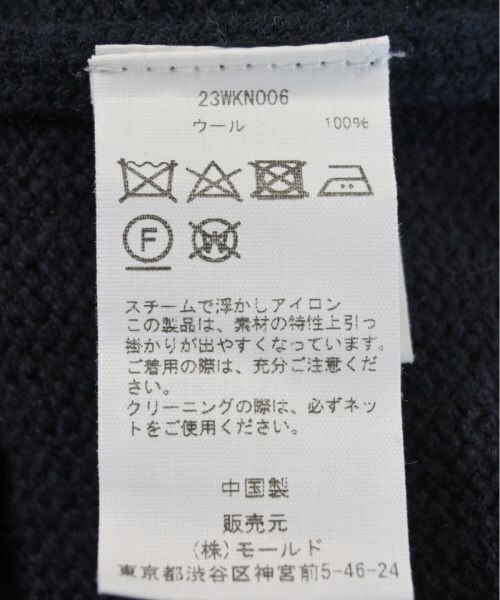 23WKN006
ウール 100%
F
W
スチームで浮かしアイロン
この製品は、素材の特性上引っ
掛かりが出やすくなっています。
ご着用の際は、充分ご注意くだ
さい。
クリーニングの際は、必ずネッ
トをご使用ください。
中国製
販売元
(株)モールド
東京都渋谷区神宮前5-46-24